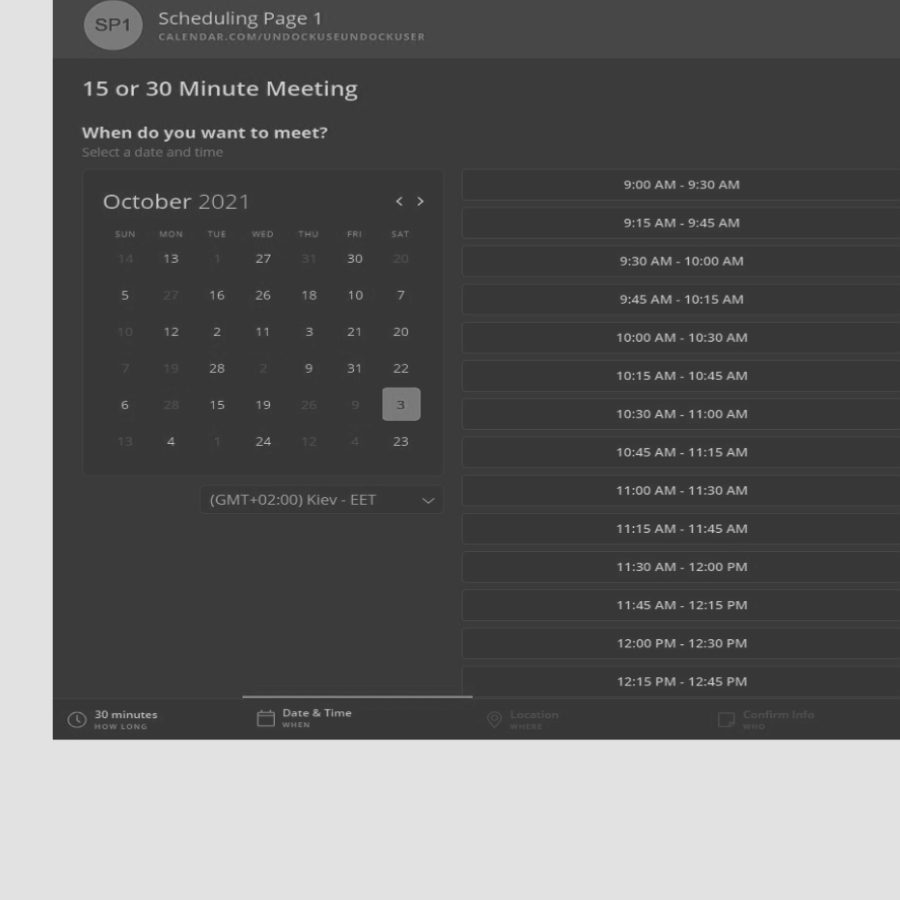 SP1
Scheduling Page 1
CALENDAR.COM/UNDOCKUSEUNDOCKUSER
15 or 30 Minute Meeting
When do you want to meet?
Select a date and time
October 2021 < >
SUN MON TUE WED THU FRI SAT
14 13 1 27 31 30 20
5 27 16 26 18 10 7
10 12 2 11 3 21 20
7 19 28 2 9 31 22
6 28 15 19 26 9 3
13 4 1 24 12 4 23
(GMT+02:00) Kiev - EET
9:00 AM - 9:30 AM
9:15 AM - 9:45 AM
9:30 AM - 10:00 AM
9:45 AM - 10:15 AM
10:00 AM - 10:30 AM
10:15 AM - 10:45 AM
10:30 AM - 11:00 AM
10:45 AM - 11:15 AM
11:00 AM - 11:30 AM
11:15 AM - 11:45 AM
11:30 AM - 12:00 PM
11:45 AM - 12:15 PM
12:00 PM - 12:30 PM
12:15 PM - 12:45 PM
30 minutes
HOW LONG
Date & Time
WHEN
Location
WHERE
Confirm Info
WHO